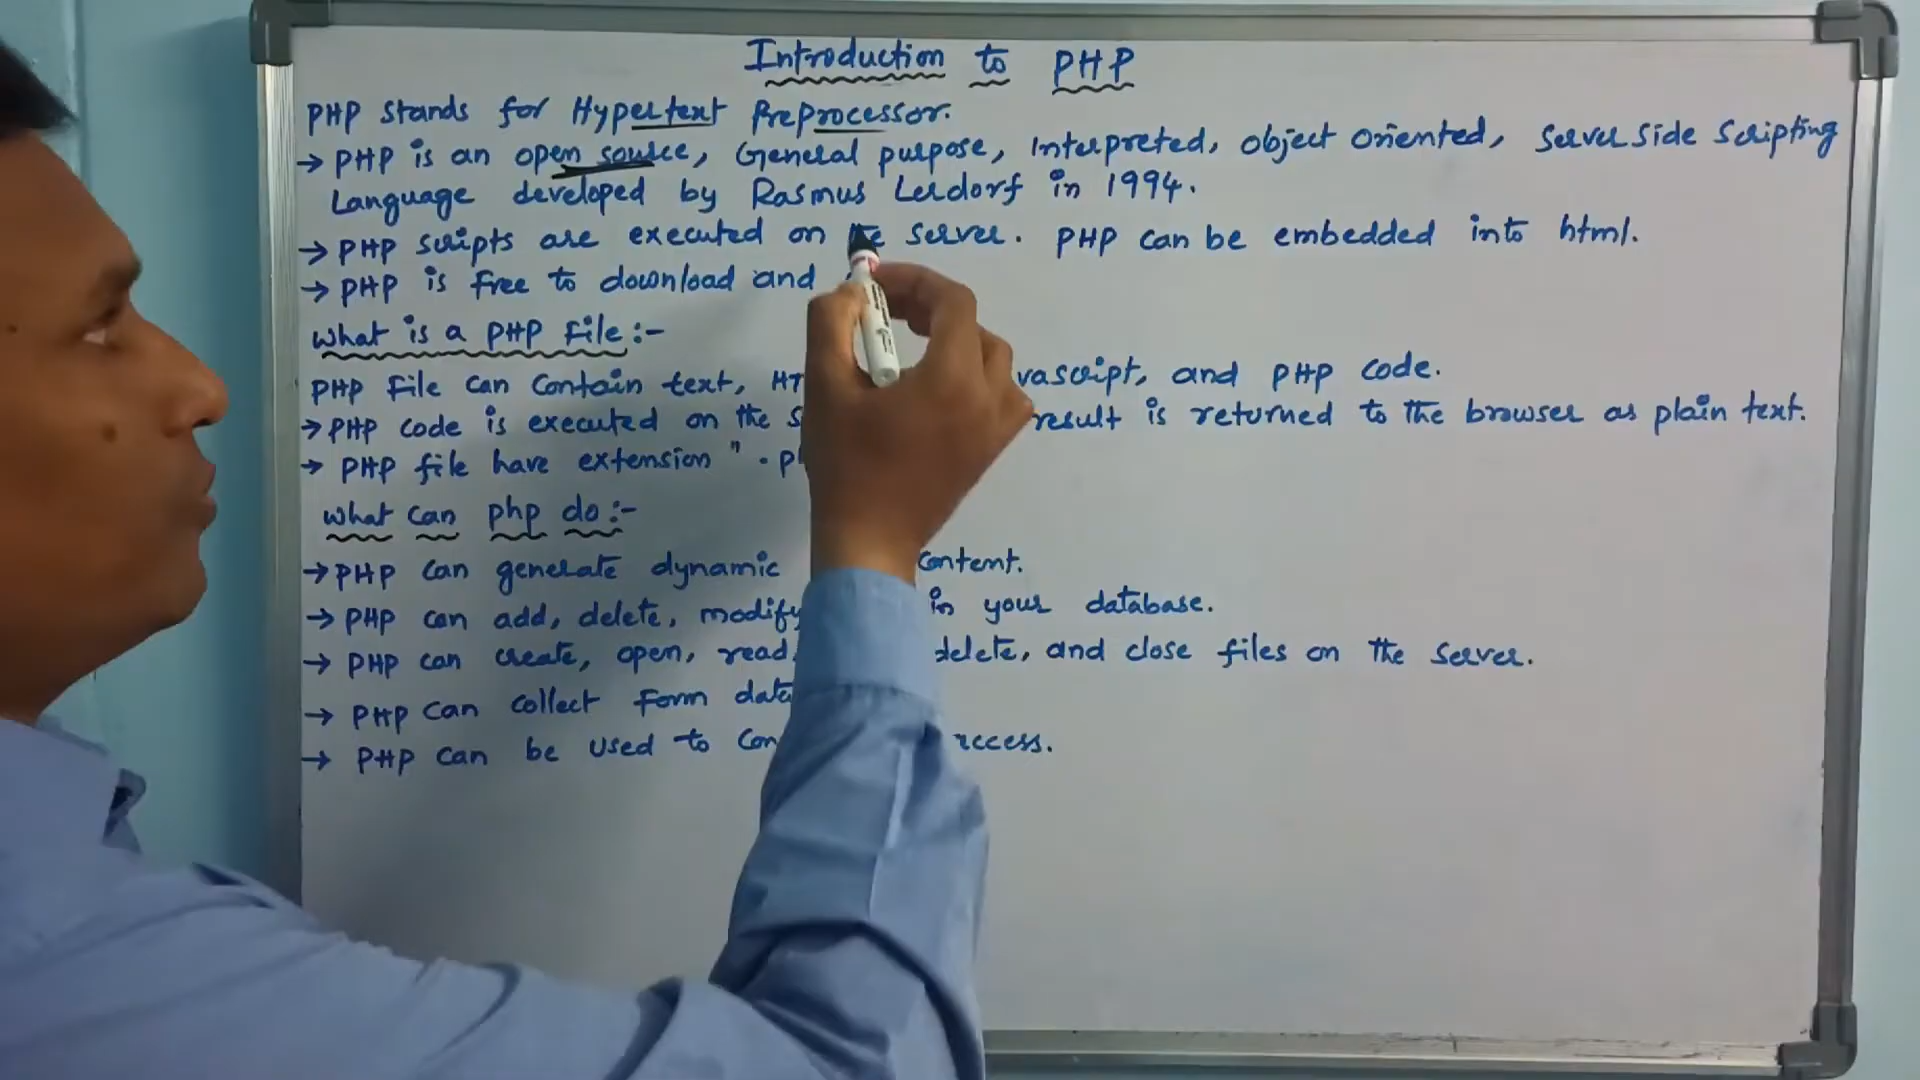 Introduction to PHP
PHP stands for Hypertext Preprocessor.
→ PHP is an open source, General purpose, Interpreted, object oriented, Server side Scripting
Language developed by Rasmus Lerdorf in 1994.
→ PHP scripts are executed on the server. PHP can be embedded into html.
→ PHP is free to download and
What is a PHP File:-
PHP File can contain text, HT vascript, and PHP code.
→ PHP code is executed on the s result is returned to the browser as plain text.
→ PHP file have extension ". p
What can php do:-
→ PHP can generate dynamic content.
→ PHP can add, delete, modify in your database.
→ PHP can create, open, read, delete, and close files on the server.
→ PHP can collect form data
→ PHP can be used to con access.